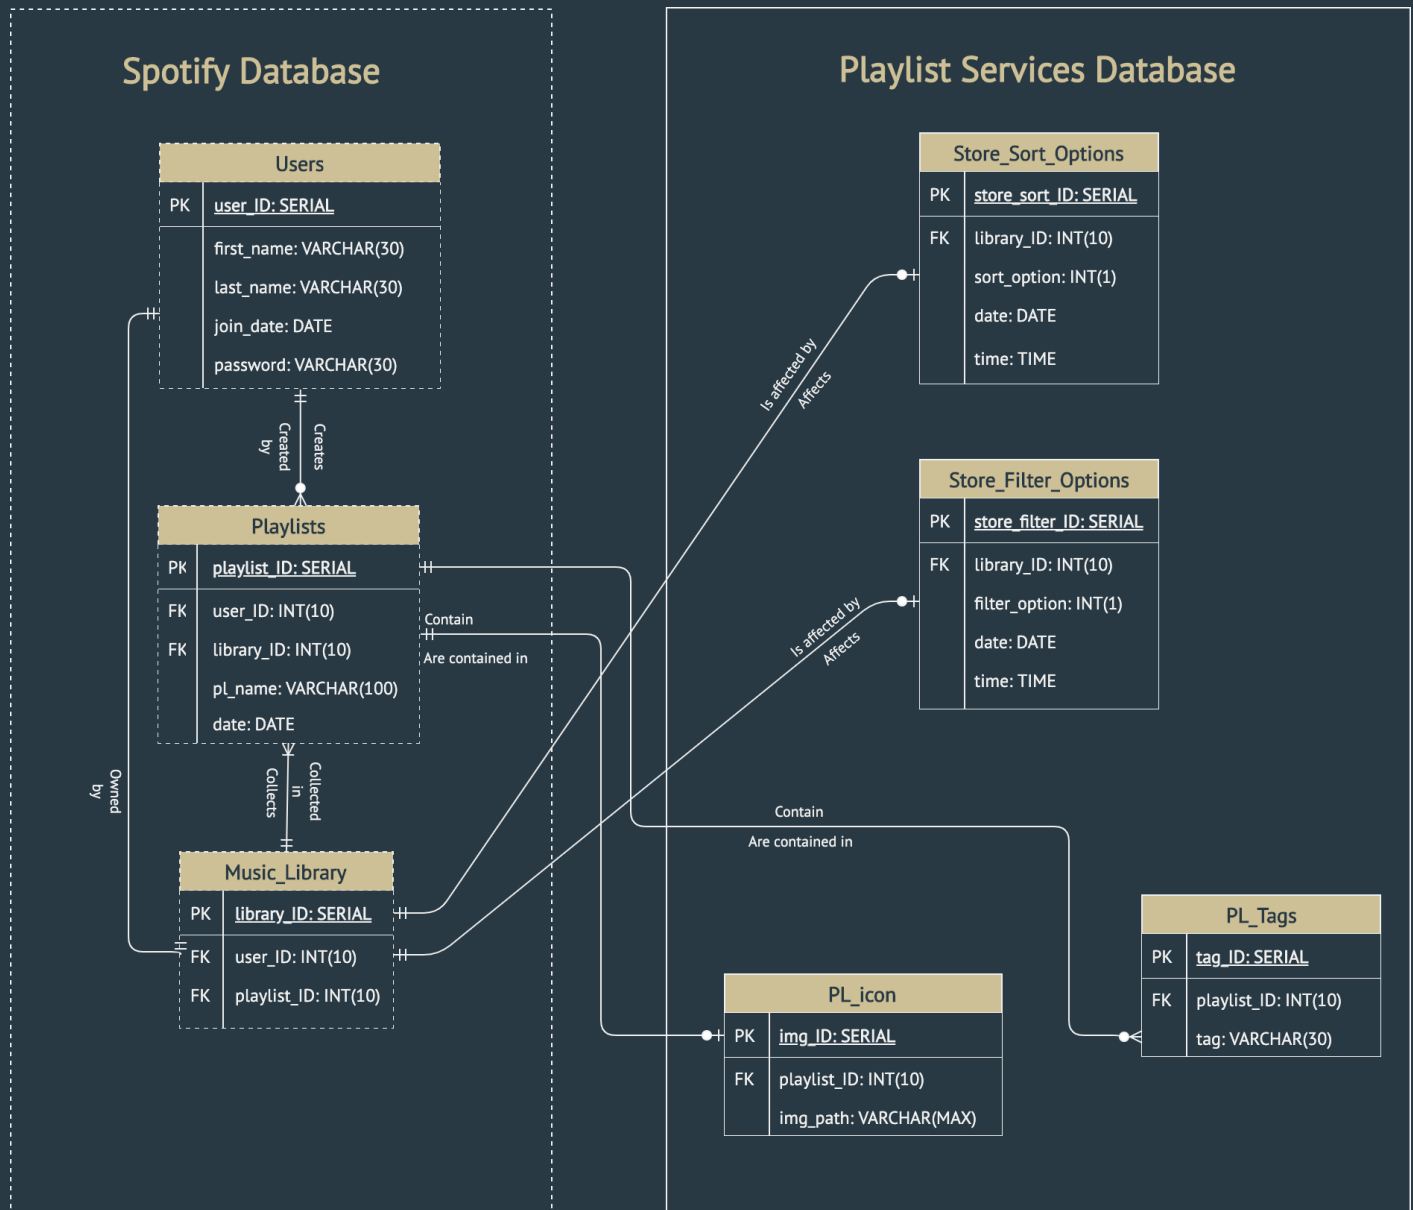 Spotify Database
Users
PK user_ID: SERIAL
first_name: VARCHAR(30)
last_name: VARCHAR(30)
join_date: DATE
password: VARCHAR(30)
Created
by
Creates
Playlists
PK playlist_ID: SERIAL
FK user_ID: INT(10)
FK library_ID: INT(10)
pl_name: VARCHAR(100)
date: DATE
Contain
Are contained in
Owned
by
Collects
Collected
in
Music_Library
PK library_ID: SERIAL
FK user_ID: INT(10)
FK playlist_ID: INT(10)
Playlist Services Database
Store_Sort_Options
PK store_sort_ID: SERIAL
FK library_ID: INT(10)
sort_option: INT(1)
date: DATE
time: TIME
Is affected by
Affects
Store_Filter_Options
PK store_filter_ID: SERIAL
FK library_ID: INT(10)
filter_option: INT(1)
date: DATE
time: TIME
Is affected by
Affects
Contain
Are contained in
PL_Tags
PK tag_ID: SERIAL
FK playlist_ID: INT(10)
tag: VARCHAR(30)
PL_icon
PK img_ID: SERIAL
FK playlist_ID: INT(10)
img_path: VARCHAR(MAX)